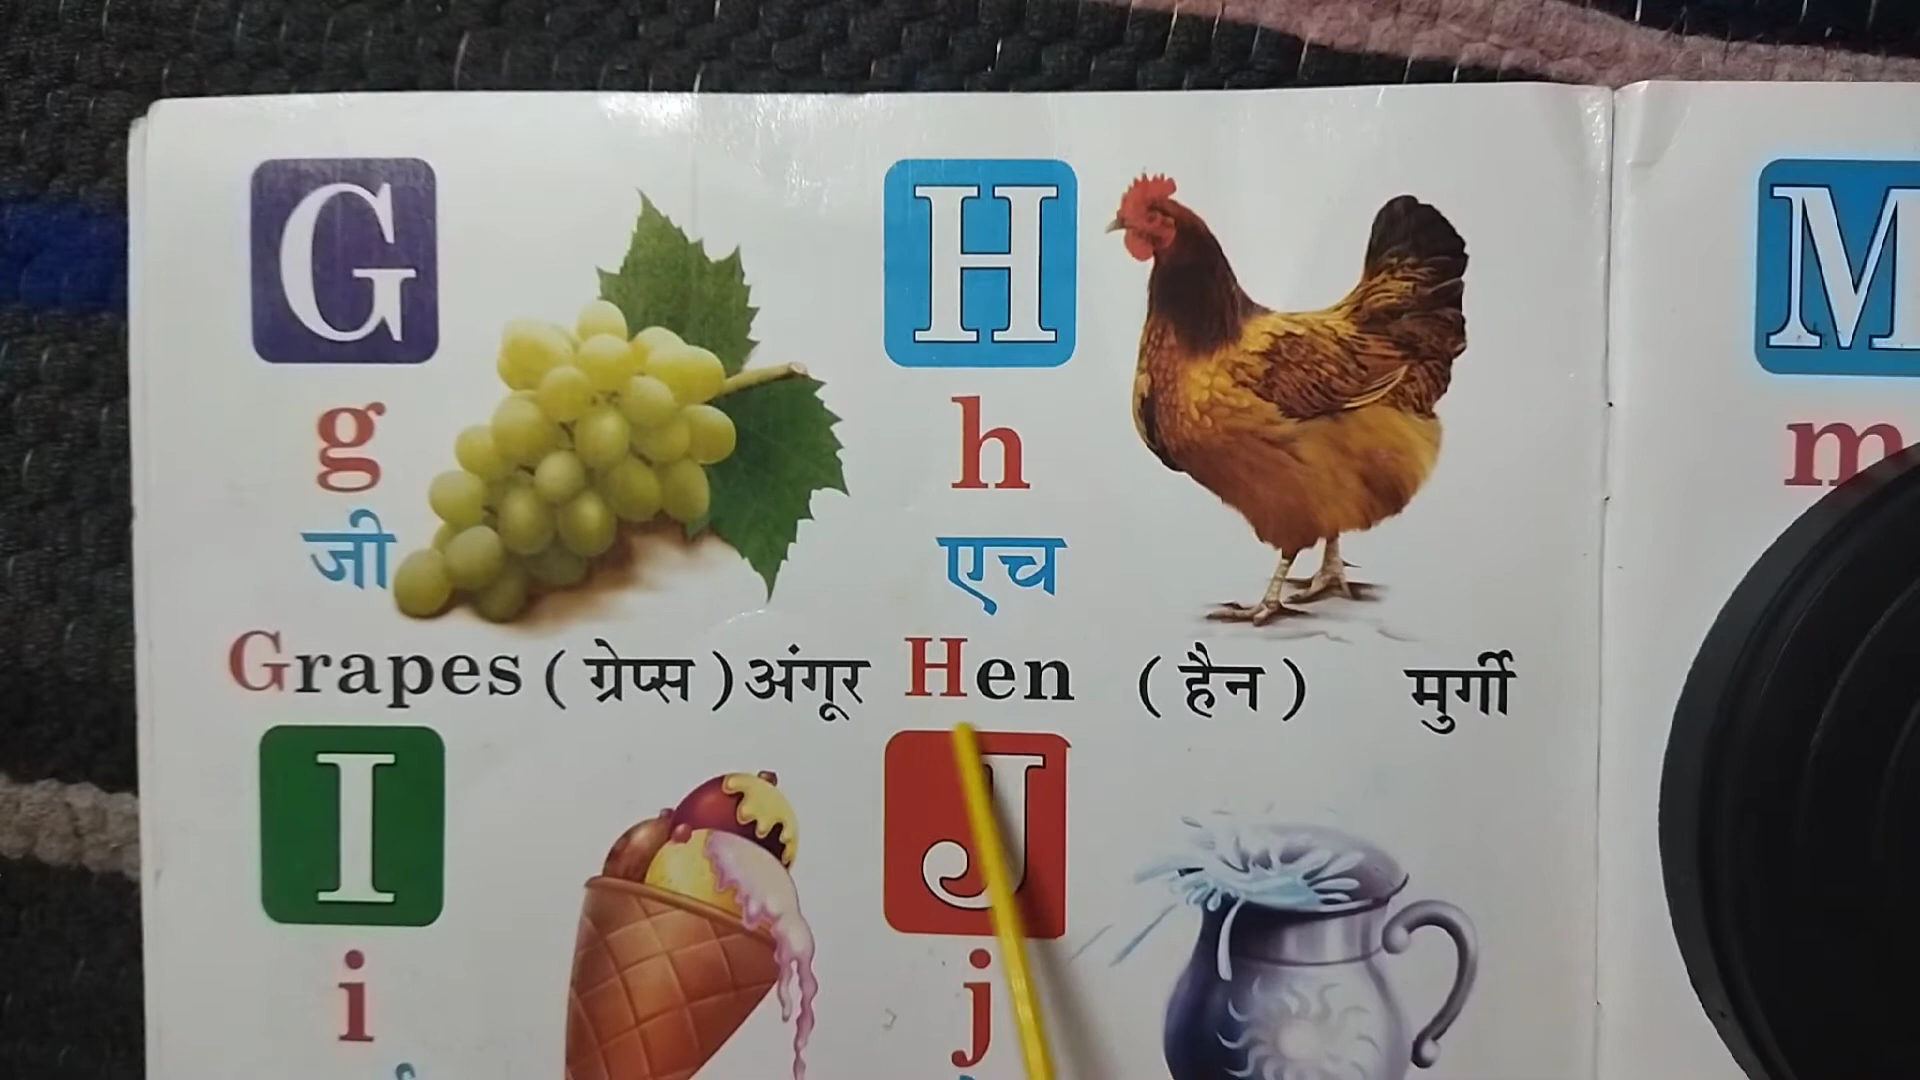 G
g
जी
Grapes ( ग्रेप्स ) अंगूर
H
h
एच
Hen ( हैन ) मुर्गी
I
i
J
j
M
m